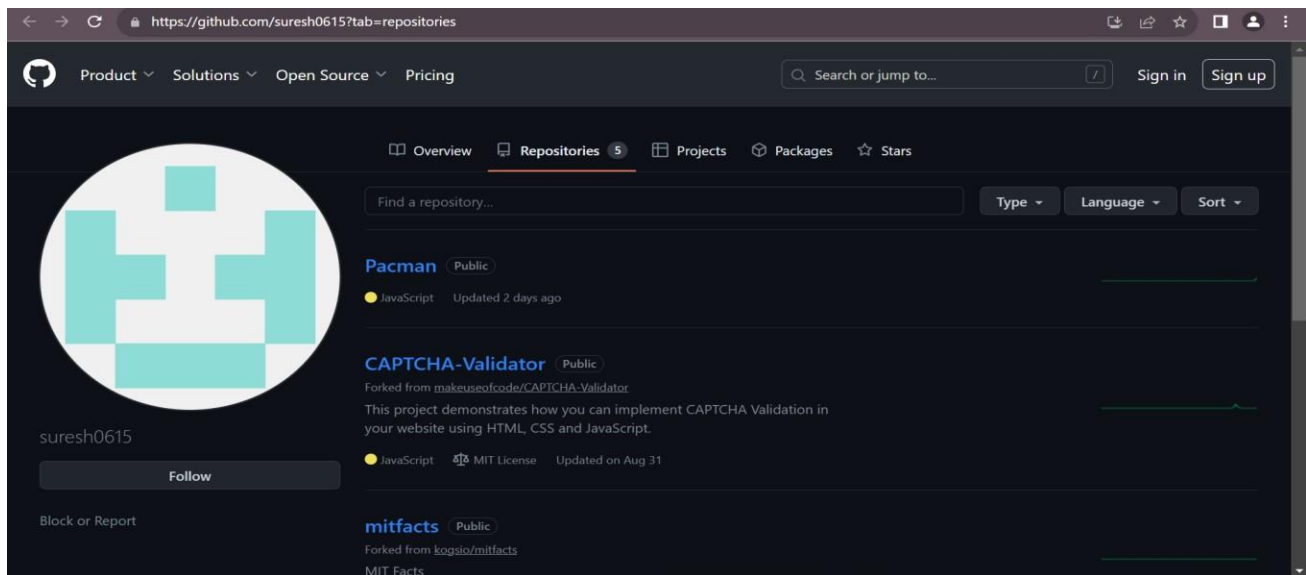 https://github.com/suresh0615?tab=repositories
Product Solutions Open Source Pricing Search or jump to... / Sign in Sign up
Overview Repositories 5 Projects Packages Stars
Find a repository... Type Language Sort
Pacman Public
JavaScript Updated 2 days ago
CAPTCHA-Validator Public
Forked from makeuseofcode/CAPTCHA-Validator
This project demonstrates how you can implement CAPTCHA Validation in
your website using HTML, CSS and JavaScript.
JavaScript MIT License Updated on Aug 31
suresh0615
Follow
Block or Report
mitfacts Public
Forked from kogsio/mitfacts
MIT Facts